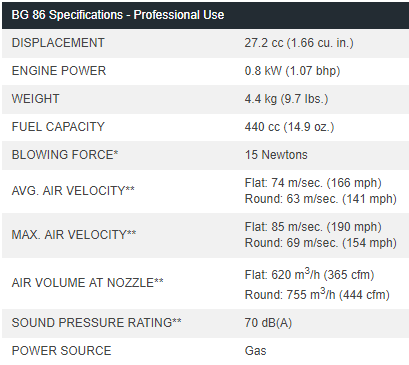 BG 86 Specifications - Professional Use
DISPLACEMENT 27.2 cc (1.66 cu. in.)
ENGINE POWER 0.8 kW (1.07 bhp)
WEIGHT 4.4 kg (9.7 lbs.)
FUEL CAPACITY 440 cc (14.9 oz.)
BLOWING FORCE* 15 Newtons
AVG. AIR VELOCITY** Flat: 74 m/sec. (166 mph)
Round: 63 m/sec. (141 mph)
MAX. AIR VELOCITY** Flat: 85 m/sec. (190 mph)
Round: 69 m/sec. (154 mph)
AIR VOLUME AT NOZZLE** Flat: 620 m³/h (365 cfm)
Round: 755 m³/h (444 cfm)
SOUND PRESSURE RATING** 70 dB(A)
POWER SOURCE Gas